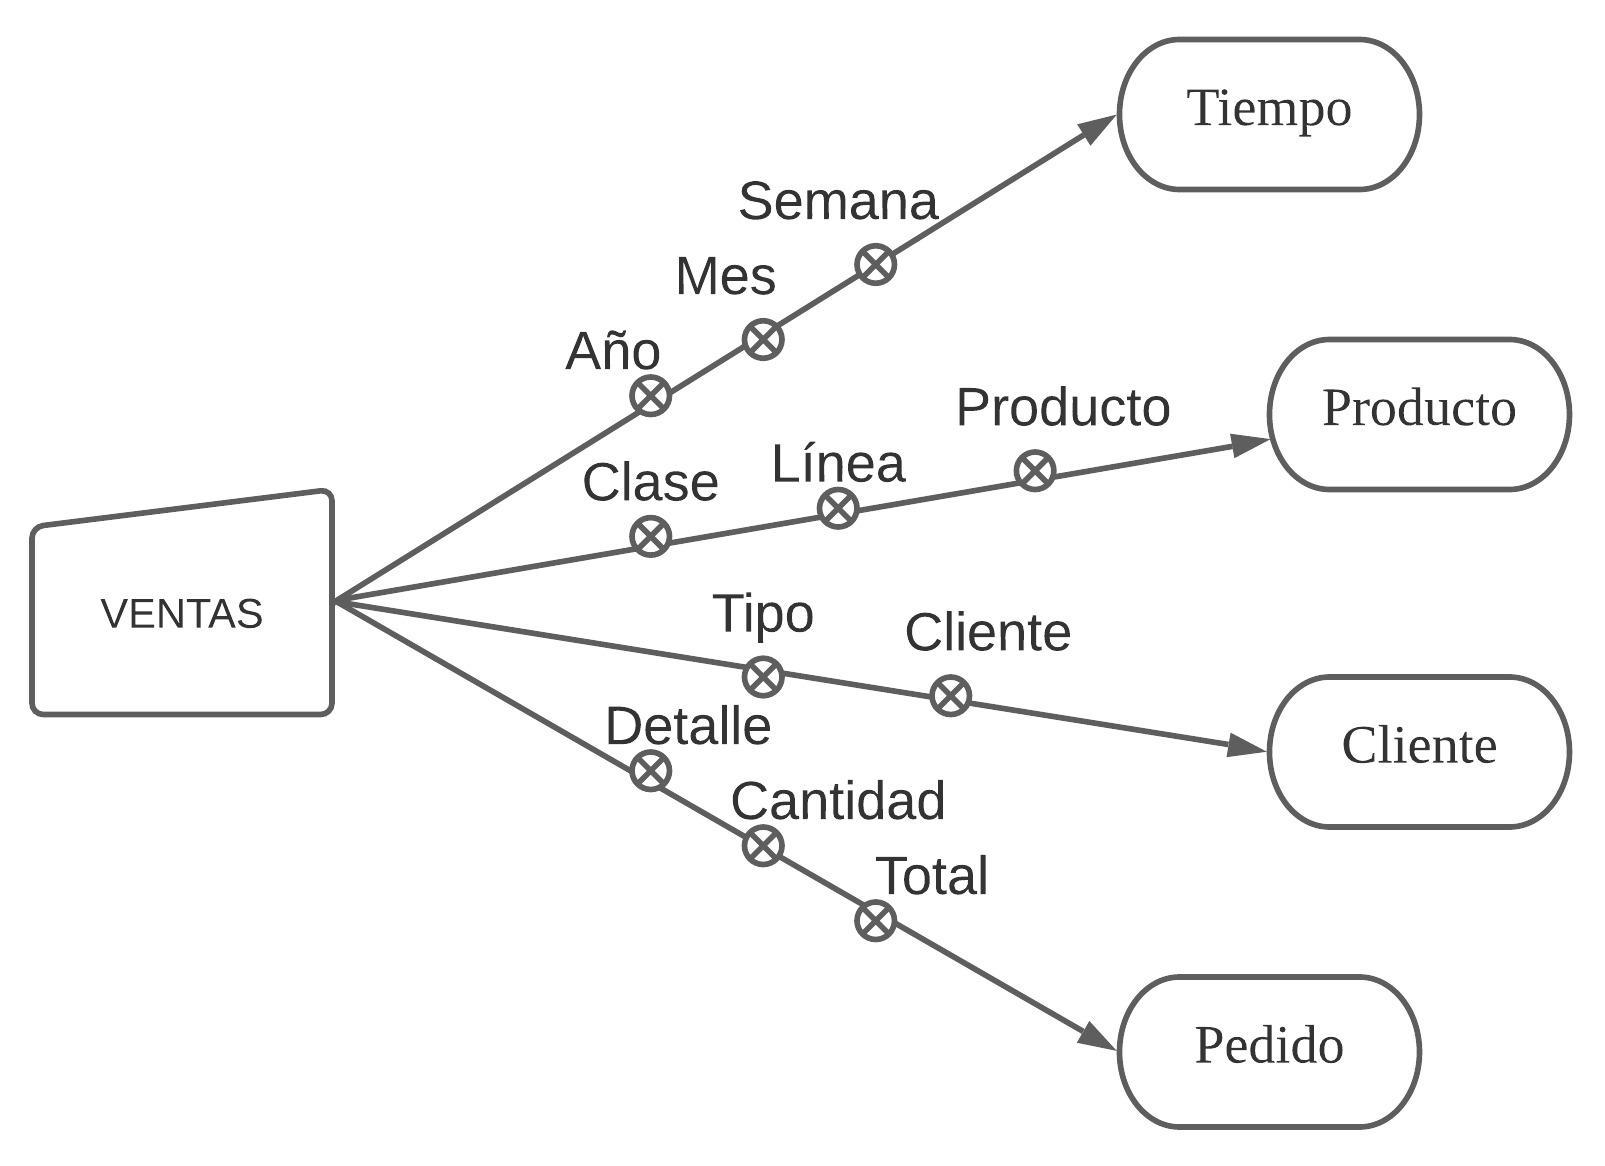 Tiempo
Semana
Mes
Año
Producto
Producto
Línea
Clase
VENTAS
Tipo
Cliente
Cliente
Detalle
Cantidad
Total
Pedido